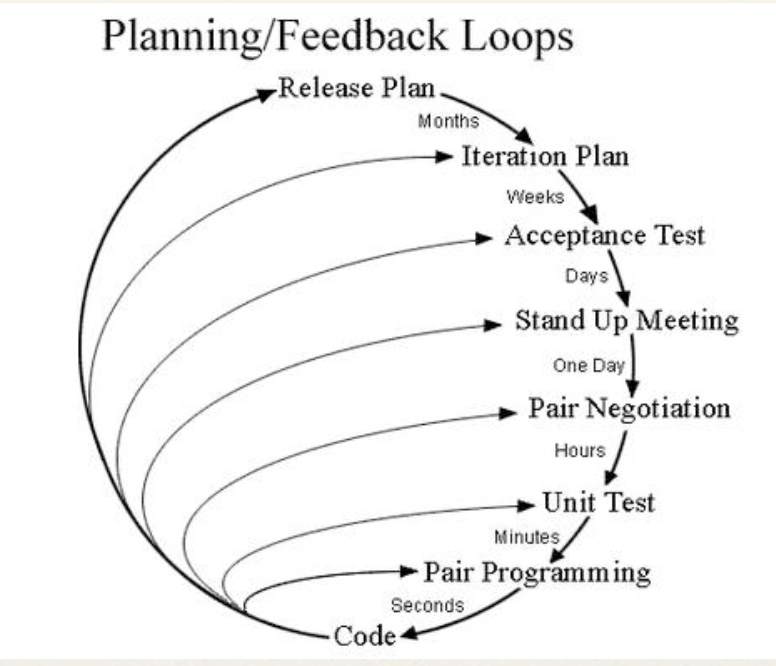 Planning/Feedback Loops
Release Plan
Months
Iteration Plan
Weeks
Acceptance Test
Days
Stand Up Meeting
One Day
Pair Negotiation
Hours
Unit Test
Minutes
Pair Programming
Seconds
Code